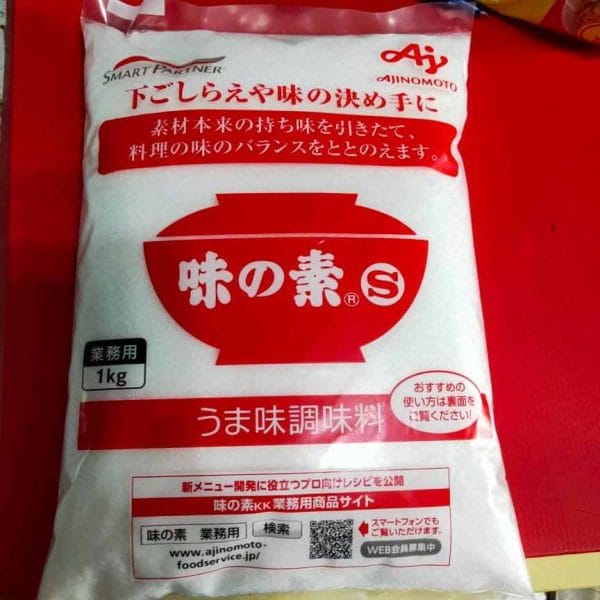 SMART PARTNER
Aj
AJINOMOTO
下ごしらえや味の決め手に
素材本来の持ち味を引きたて、
料理の味のバランスをととのえます。
味の素® S
業務用
1kg
うま味調味料
おすすめの
使い方は裏面を
ご覧ください!
新メニュー開発に役立つプロ向けレシピを公開
味の素KK業務用商品サイト
味の素 業務用 検索
www.ajinomoto-
foodservice.jp/
スマートフォンでも
ご覧いただけます。
WEB会員募集中